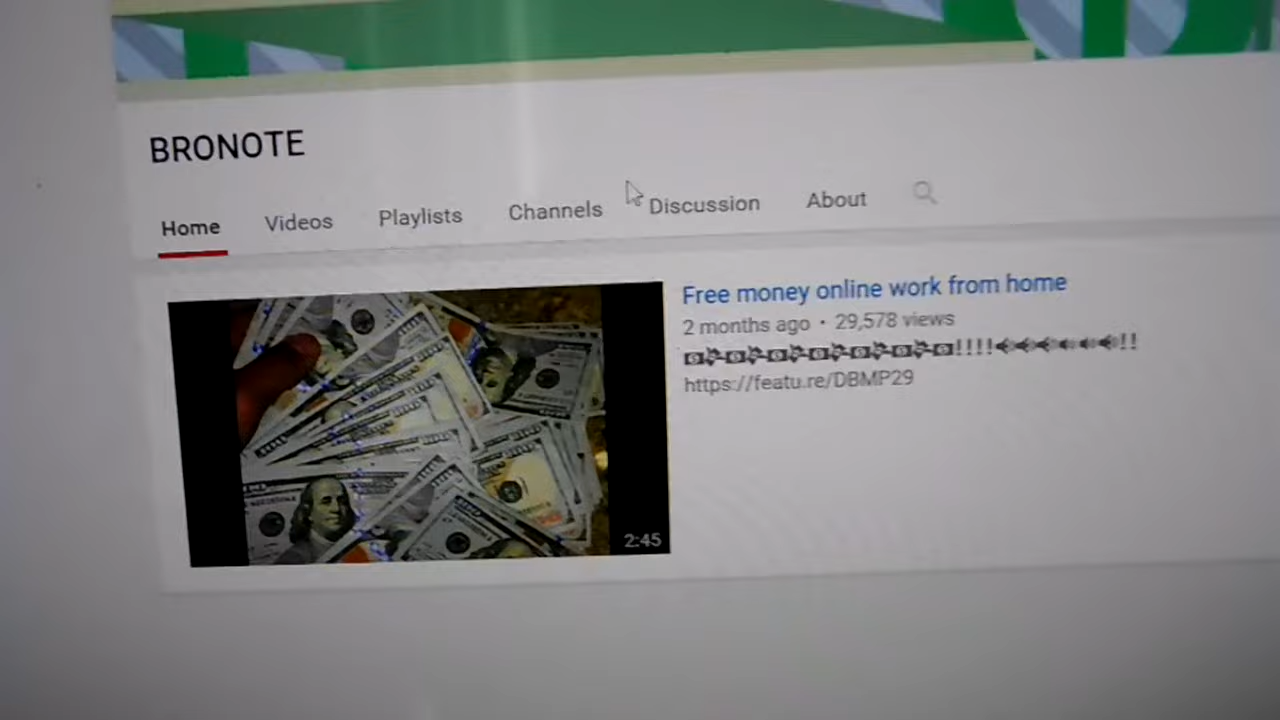 BRONOTE
Home Videos Playlists Channels Discussion About
Free money online work from home
2 months ago · 29,578 views
!!!! !!
https://featu.re/DBMP29
2:45